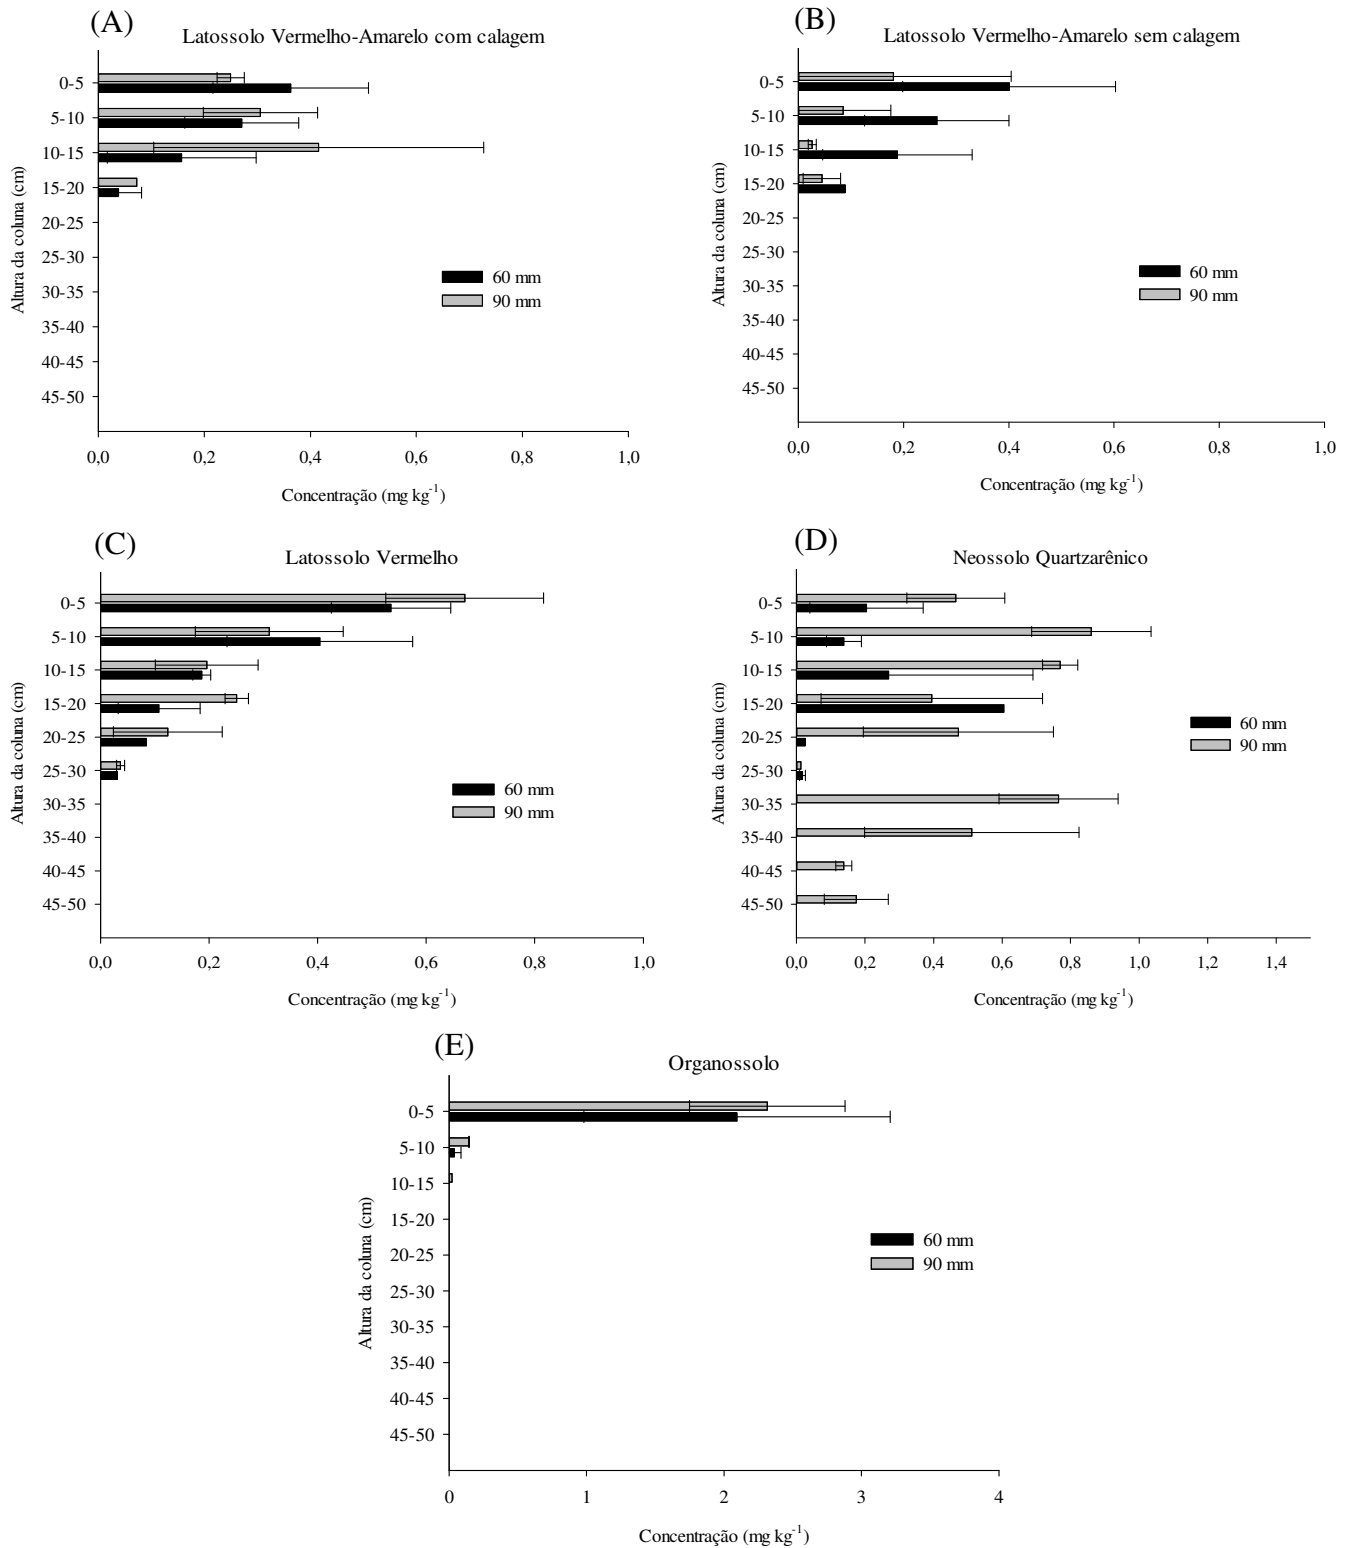 (A)
Latossolo Vermelho-Amarelo com calagem
0-5
5-10
10-15
15-20
20-25
25-30
30-35
35-40
40-45
45-50
Altura da coluna (cm)
60 mm
90 mm
0,0 0,2 0,4 0,6 0,8 1,0
Concentração (mg kg⁻¹)
(B)
Latossolo Vermelho-Amarelo sem calagem
0-5
5-10
10-15
15-20
20-25
25-30
30-35
35-40
40-45
45-50
Altura da coluna (cm)
60 mm
90 mm
0,0 0,2 0,4 0,6 0,8 1,0
Concentração (mg kg⁻¹)
(C)
Latossolo Vermelho
0-5
5-10
10-15
15-20
20-25
25-30
30-35
35-40
40-45
45-50
Altura da coluna (cm)
60 mm
90 mm
0,0 0,2 0,4 0,6 0,8 1,0
Concentração (mg kg⁻¹)
(D)
Neossolo Quartzarênico
0-5
5-10
10-15
15-20
20-25
25-30
30-35
35-40
40-45
45-50
Altura da coluna (cm)
60 mm
90 mm
0,0 0,2 0,4 0,6 0,8 1,0 1,2 1,4
Concentração (mg kg⁻¹)
(E)
Organossolo
0-5
5-10
10-15
15-20
20-25
25-30
30-35
35-40
40-45
45-50
Altura da coluna (cm)
60 mm
90 mm
0 1 2 3 4
Concentração (mg kg⁻¹)